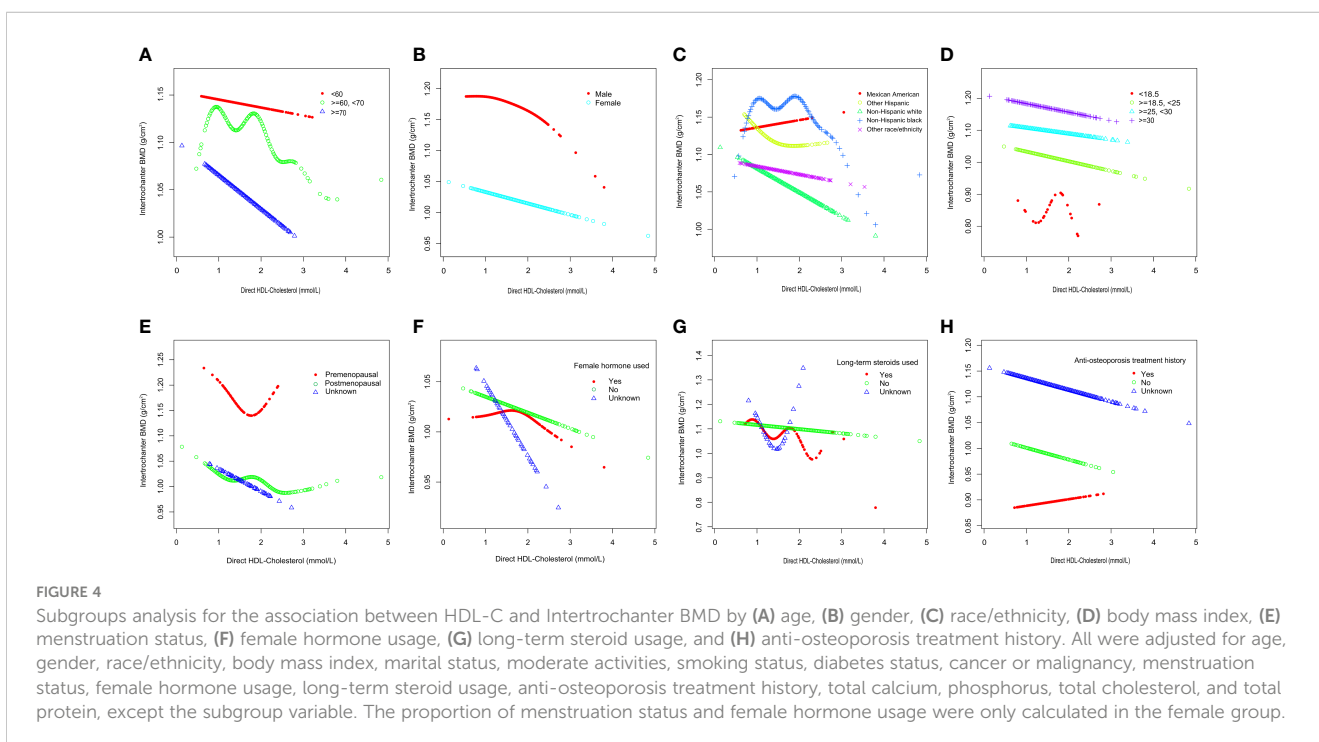 A
<60
>=60, <70
>=70
Intertrochanter BMD (g/cm²)
1.15
1.10
1.05
1.00
0 1 2 3 4 5
Direct HDL-Cholesterol (mmol/L)
B
Male
Female
Intertrochanter BMD (g/cm²)
1.20
1.15
1.10
1.05
1.00
0.95
0 1 2 3 4 5
Direct HDL-Cholesterol (mmol/L)
C
Mexican American
Other Hispanic
Non-Hispanic white
Non-Hispanic black
Other race/ethnicity
Intertrochanter BMD (g/cm²)
1.20
1.15
1.10
1.05
1.00
0 1 2 3 4 5
Direct HDL-Cholesterol (mmol/L)
D
<18.5
>=18.5, <25
>=25, <30
>=30
Intertrochanter BMD (g/cm²)
1.20
1.10
1.00
0.90
0.80
0 1 2 3 4 5
Direct HDL-Cholesterol (mmol/L)
E
Premenopausal
Postmenopausal
Unknown
Intertrochanter BMD (g/cm²)
1.25
1.20
1.15
1.10
1.05
1.00
0.95
0 1 2 3 4 5
Direct HDL-Cholesterol (mmol/L)
F
Female hormone used
Yes
No
Unknown
Intertrochanter BMD (g/cm²)
1.05
1.00
0.95
0 1 2 3 4 5
Direct HDL-Cholesterol (mmol/L)
G
Long-term steroids used
Yes
No
Unknown
Intertrochanter BMD (g/cm²)
1.4
1.3
1.2
1.1
1.0
0.9
0.8
0.7
0 1 2 3 4 5
Direct HDL-Cholesterol (mmol/L)
H
Anti-osteoporosis treatment history
Yes
No
Unknown
Intertrochanter BMD (g/cm²)
1.20
1.15
1.10
1.05
1.00
0.95
0.90
0.85
0 1 2 3 4 5
Direct HDL-Cholesterol (mmol/L)
FIGURE 4
Subgroups analysis for the association between HDL-C and Intertrochanter BMD by (A) age, (B) gender, (C) race/ethnicity, (D) body mass index, (E)
menstruation status, (F) female hormone usage, (G) long-term steroid usage, and (H) anti-osteoporosis treatment history. All were adjusted for age,
gender, race/ethnicity, body mass index, marital status, moderate activities, smoking status, diabetes status, cancer or malignancy, menstruation
status, female hormone usage, long-term steroid usage, anti-osteoporosis treatment history, total calcium, phosphorus, total cholesterol, and total
protein, except the subgroup variable. The proportion of menstruation status and female hormone usage were only calculated in the female group.